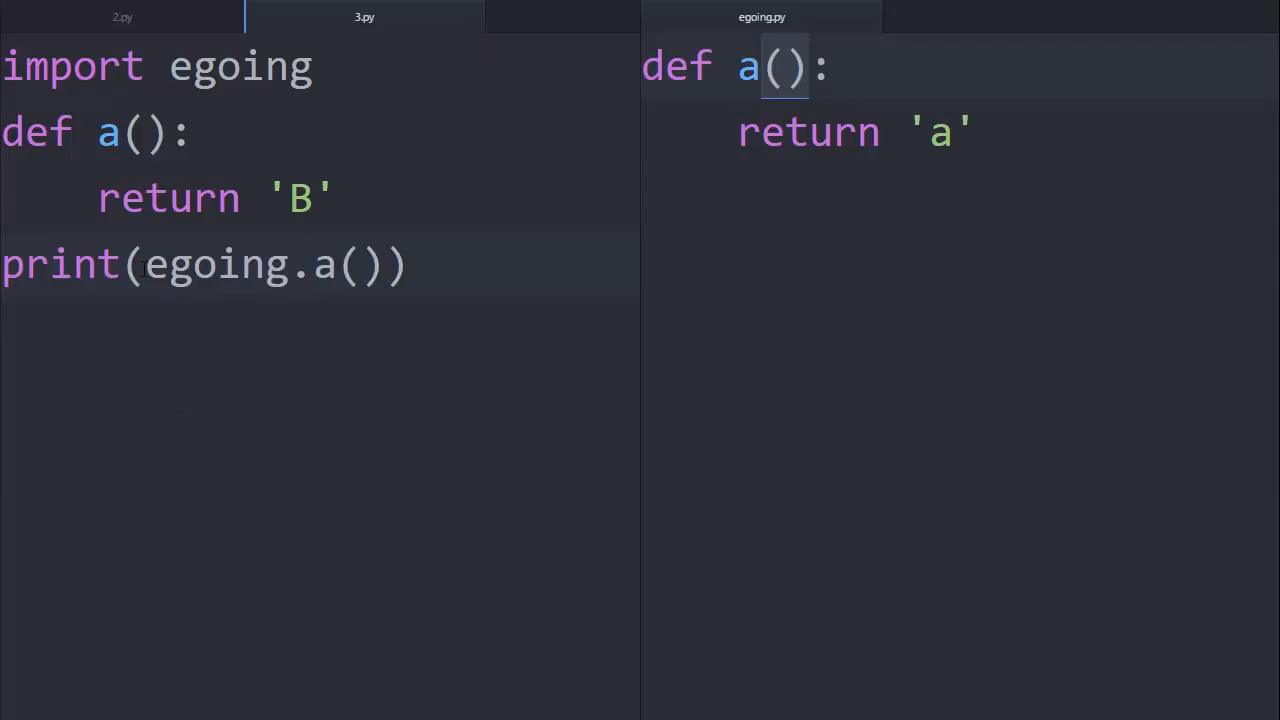 2.py
3.py
egoing.py
import egoing
def a():
    return 'B'
print(egoing.a())
def a():
    return 'a'